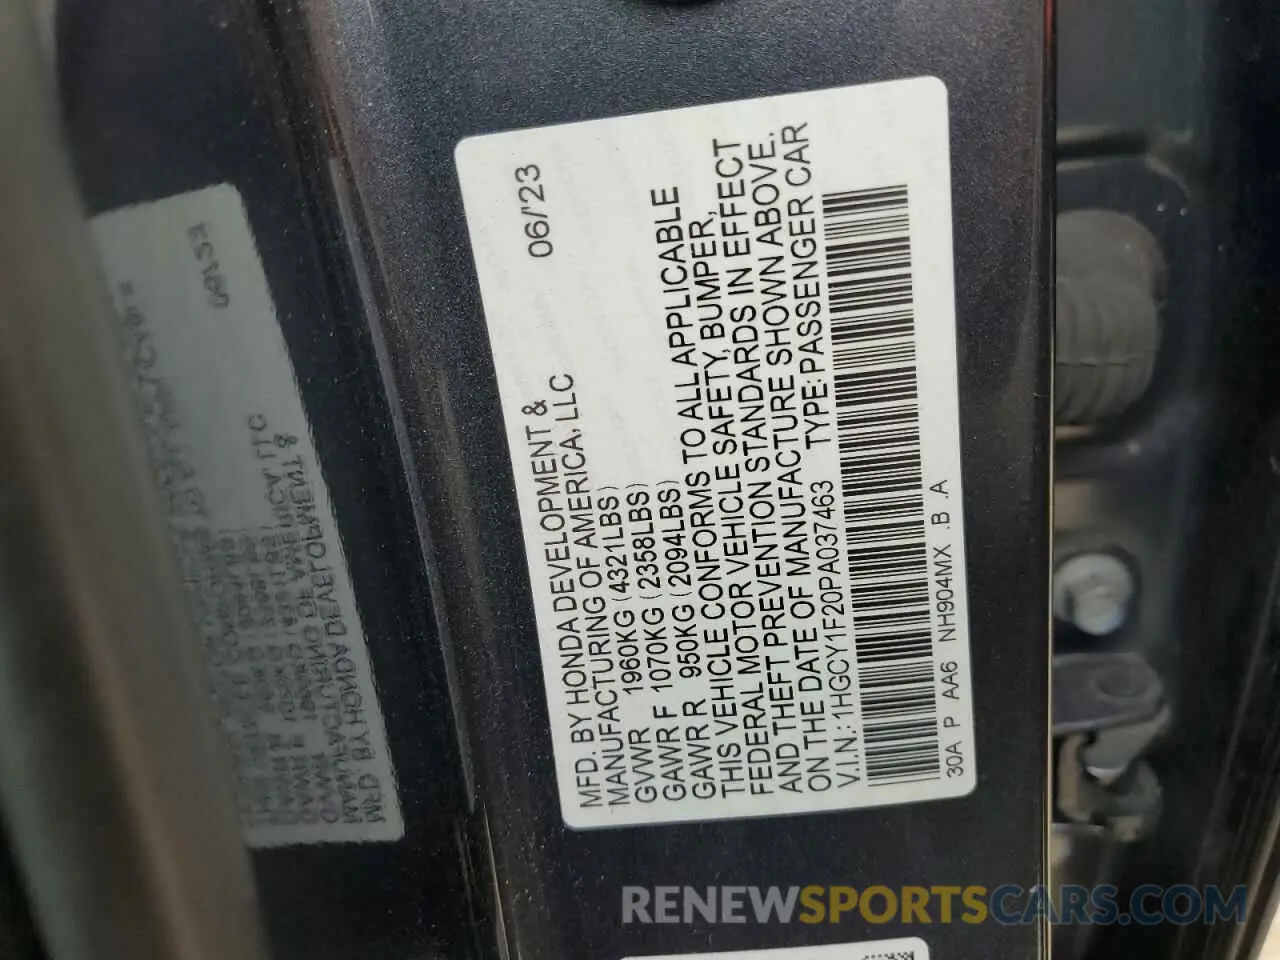 MFD. BY HONDA DEVELOPMENT & 06/'23
MANUFACTURING OF AMERICA, LLC
GVWR 1960KG (4321LBS)
GAWR F 1070KG (2358LBS)
GAWR R 950KG (2094LBS)
THIS VEHICLE CONFORMS TO ALL APPLICABLE
FEDERAL MOTOR VEHICLE SAFETY, BUMPER,
AND THEFT PREVENTION STANDARDS IN EFFECT
ON THE DATE OF MANUFACTURE SHOWN ABOVE.
V.I.N.: 1HGCY1F20PA037463 TYPE: PASSENGER CAR
30A P AA6 NH904MX .B .A
RENEWSPORTSCARS.COM